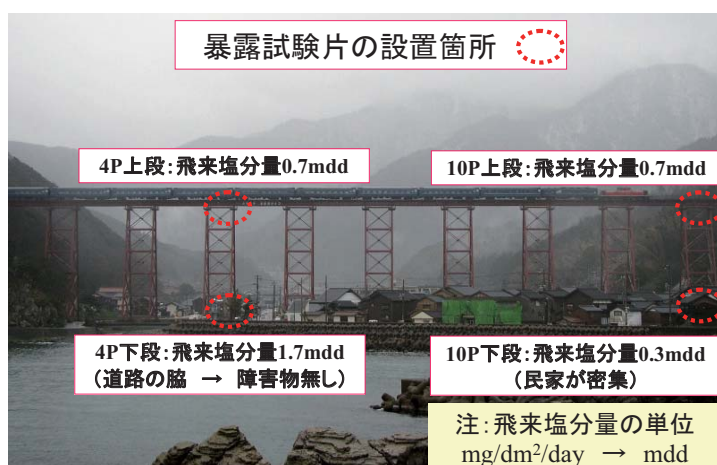 暴露試験片の設置箇所
4P上段:飛来塩分量0.7mdd
10P上段:飛来塩分量0.7mdd
4P下段:飛来塩分量1.7mdd
(道路の脇 → 障害物無し)
10P下段:飛来塩分量0.3mdd
(民家が密集)
注:飛来塩分量の単位
mg/dm²/day → mdd